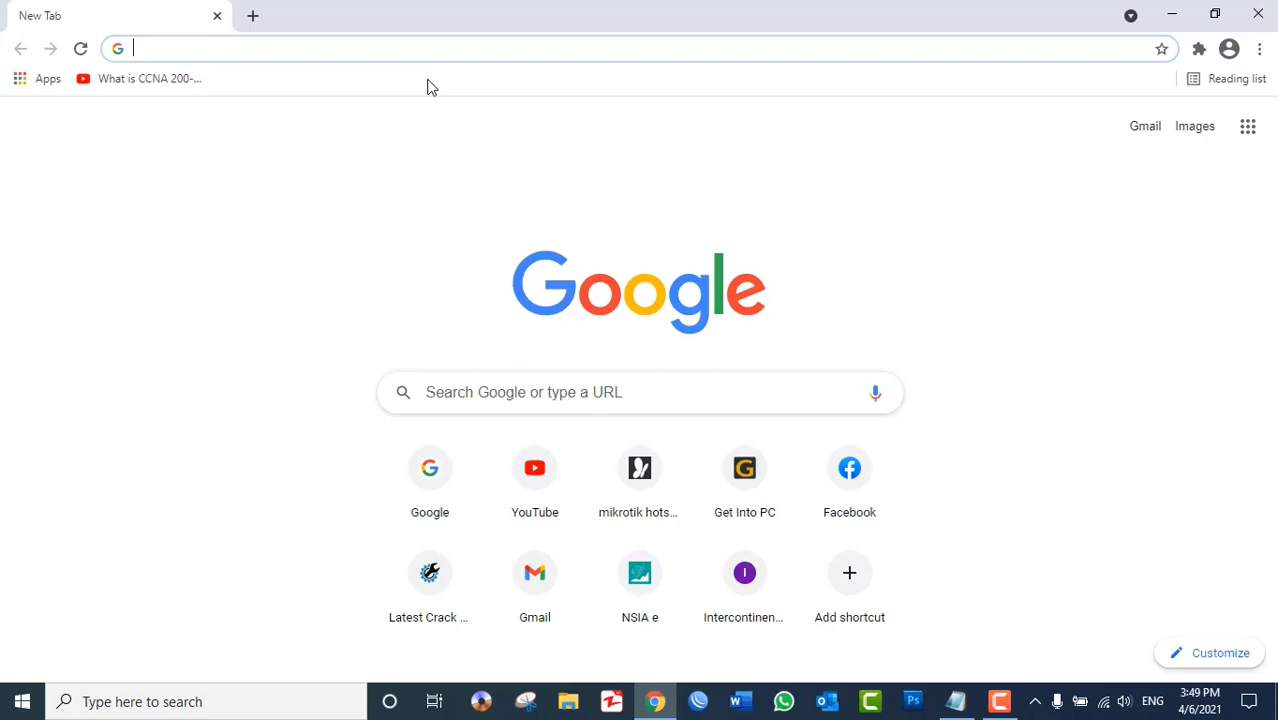 New Tab
Apps
What is CCNA 200-...
Reading list
Gmail Images
Google
Search Google or type a URL
Google YouTube mikrotik hots... Get Into PC Facebook
Latest Crack ... Gmail NSIA e Intercontinen... Add shortcut
Customize
Type here to search
ENG
3:49 PM
4/6/2021